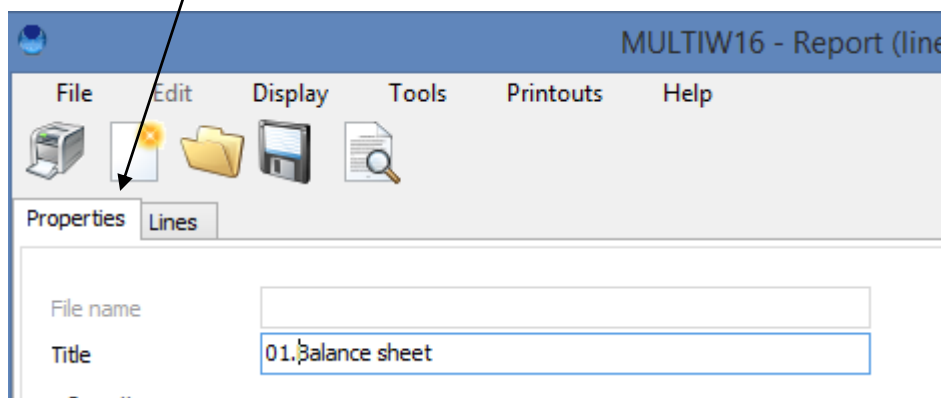 MULTIW16 - Report (line
File Edit Display Tools Printouts Help
Properties Lines
File name
Title 01.Balance sheet